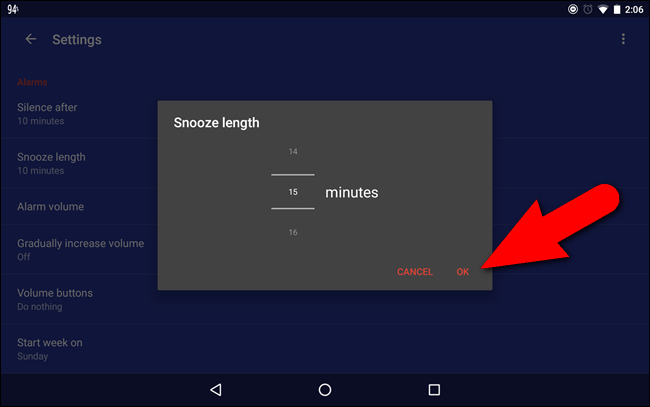 94°
2:06
Settings
Alarms
Silence after
10 minutes
Snooze length
10 minutes
Alarm volume
Gradually increase volume
Off
Volume buttons
Do nothing
Start week on
Sunday
Snooze length
14
15 minutes
16
CANCEL OK